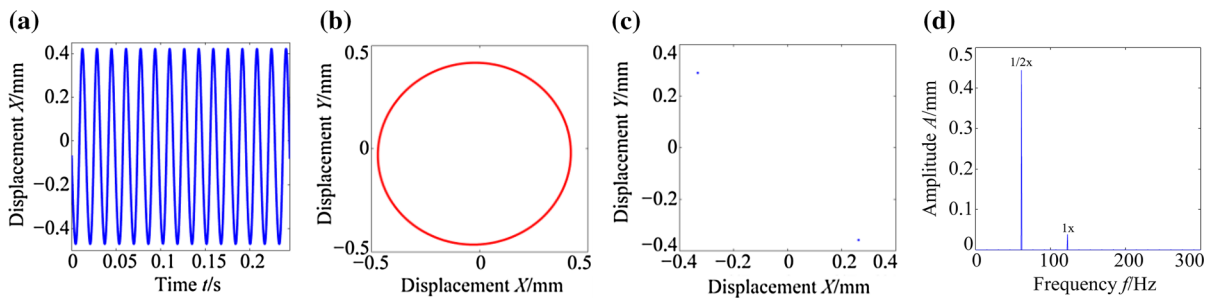 (a)
Displacement X/mm
0.4
0.2
0
−0.2
−0.4
0
0.05
0.1
0.15
0.2
Time t/s
(b)
Displacement Y/mm
0.5
0
−0.5
−0.5
0
0.5
Displacement X/mm
(c)
Displacement Y/mm
0.4
0.2
0
−0.2
−0.4
−0.4
−0.2
0
0.2
0.4
Displacement X/mm
(d)
Amplitude A/mm
0.5
0.4
0.3
0.2
0.1
0
1/2x
1x
0
100
200
300
Frequency f/Hz